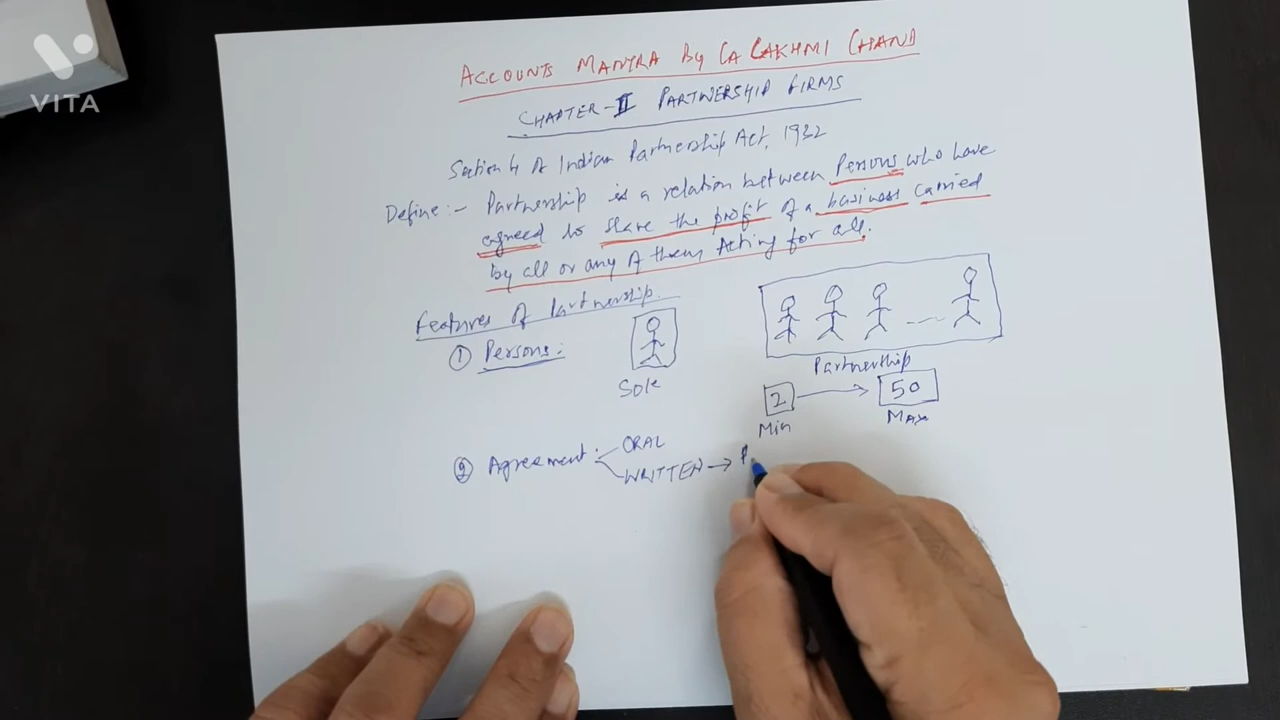 VITA
ACCOUNTS MANTRA By CA LAKHMI CHAND
CHAPTER-II PARTNERSHIP FIRMS
Section 4 of Indian Partnership Act, 1932
Define:- Partnership is a relation between Persons who have
agreed to share the profit of a business carried
by all or any of them Acting for all.
Features of Partnership.
① Persons:
Sole
Partnership
2 → 50
Min Max
② Agreement:
ORAL
WRITTEN → P